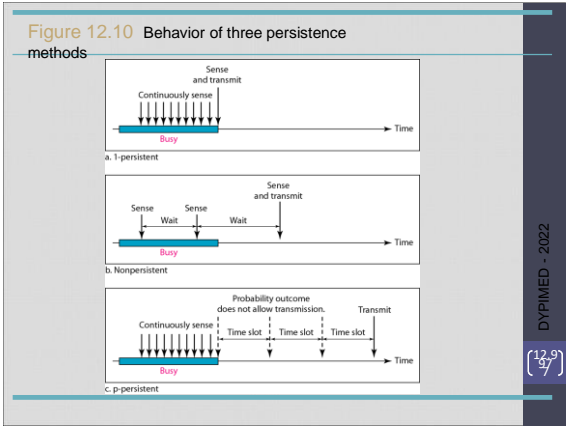 Figure 12.10 Behavior of three persistence
methods
Sense
and transmit
Continuously sense
Time
Busy
a. 1-persistent
Sense
and transmit
Sense Sense
Wait Wait
Time
Busy
b. Nonpersistent
Probability outcome
does not allow transmission.
Transmit
Continuously sense
Time slot Time slot Time slot
Time
Busy
c. p-persistent
DYPIMED - 2022
12.9